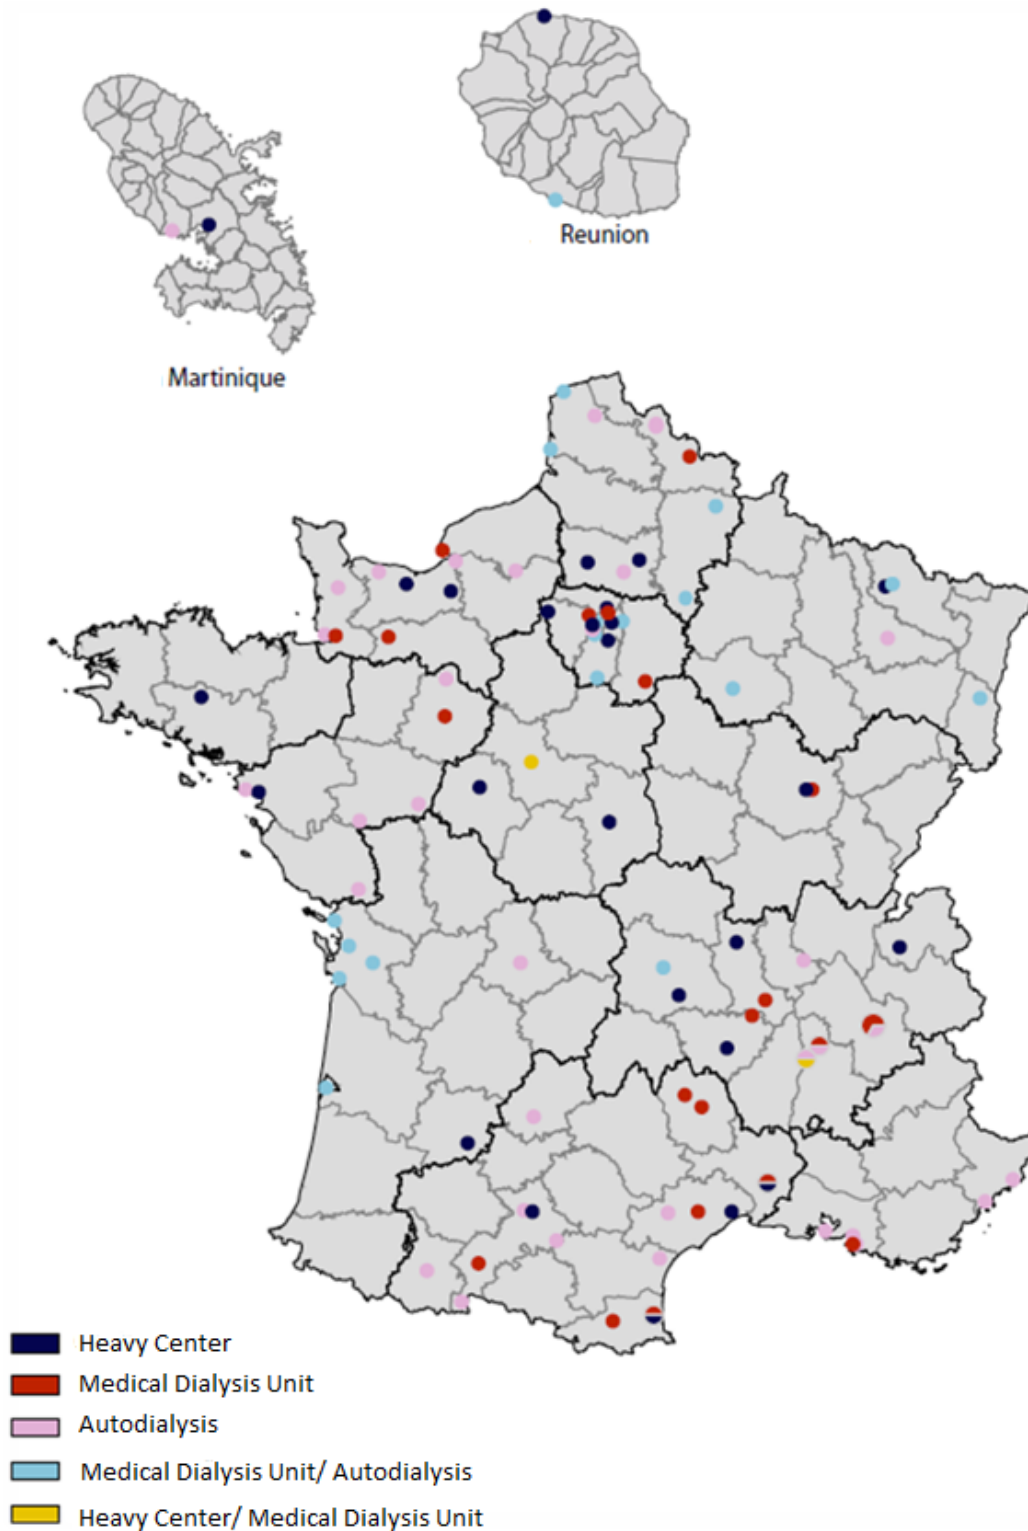 Reunion
Martinique
Heavy Center
Medical Dialysis Unit
Autodialysis
Medical Dialysis Unit/ Autodialysis
Heavy Center/ Medical Dialysis Unit